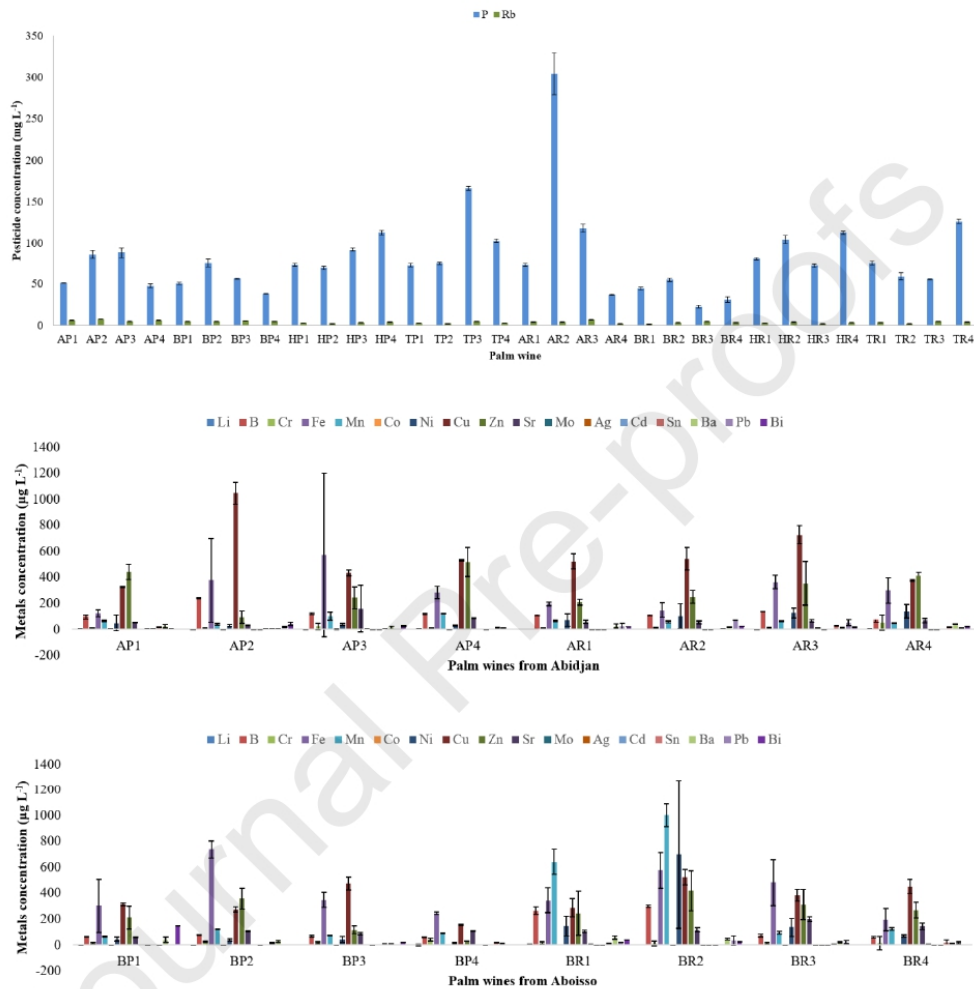 P Rb
350
300
250
200
150
100
50
0
Pesticide concentration (mg L⁻¹)
AP1 AP2 AP3 AP4 BP1 BP2 BP3 BP4 HP1 HP2 HP3 HP4 TP1 TP2 TP3 TP4 AR1 AR2 AR3 AR4 BR1 BR2 BR3 BR4 HR1 HR2 HR3 HR4 TR1 TR2 TR3 TR4
Palm wine
Li B Cr Fe Mn Co Ni Cu Zn Sr Mo Ag Cd Sn Ba Pb Bi
1400
1200
1000
800
600
400
200
0
-200
Metals concentration (µg L⁻¹)
AP1 AP2 AP3 AP4 AR1 AR2 AR3 AR4
Palm wines from Abidjan
Li B Cr Fe Mn Co Ni Cu Zn Sr Mo Ag Cd Sn Ba Pb Bi
1400
1200
1000
800
600
400
200
0
-200
Metals concentration (µg L⁻¹)
BP1 BP2 BP3 BP4 BR1 BR2 BR3 BR4
Palm wines from Aboisso
Journal Pre-proofs